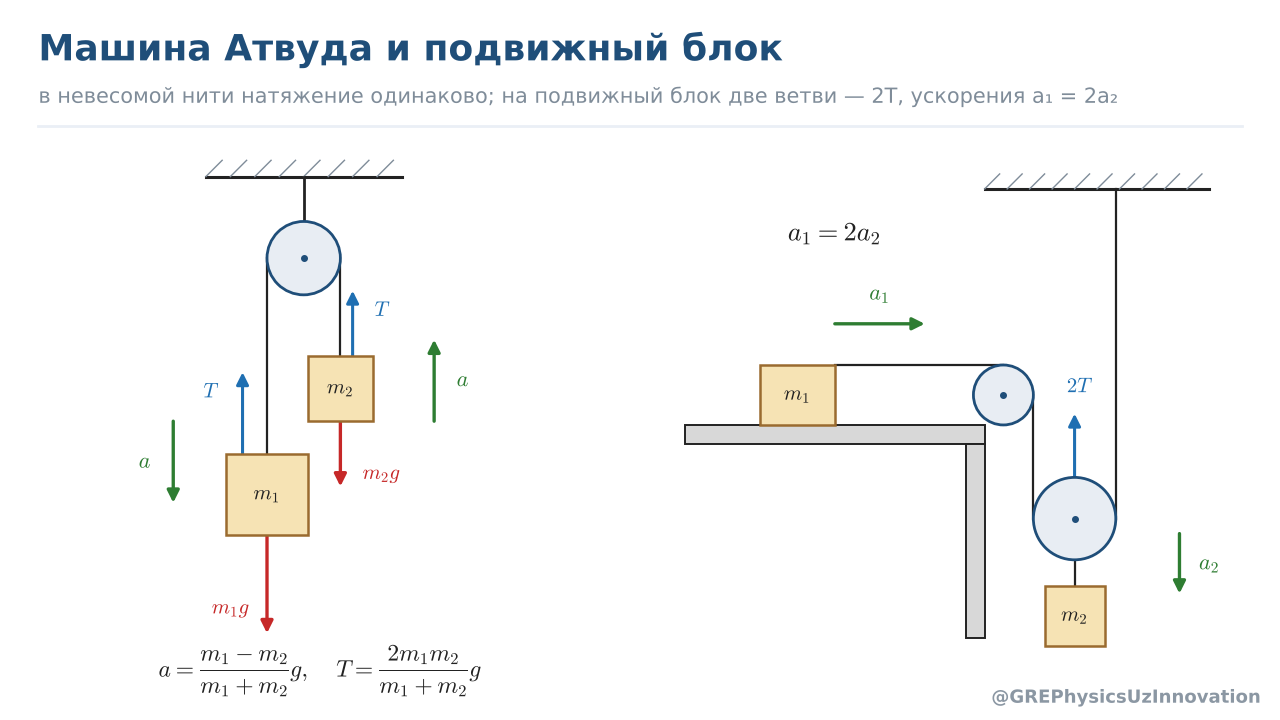 Машина Атвуда и подвижный блок
в невесомой нити натяжение одинаково; на подвижный блок две ветви — 2T, ускорения a₁ = 2a₂
a₁ = 2a₂
a₁
T
m₂
a
T
2T
m₁
a
m₂g
m₁
a₂
m₁g
m₂
a = (m₁ − m₂)/(m₁ + m₂) g, T = 2m₁m₂/(m₁ + m₂) g
@GREPhysicsUzInnovation